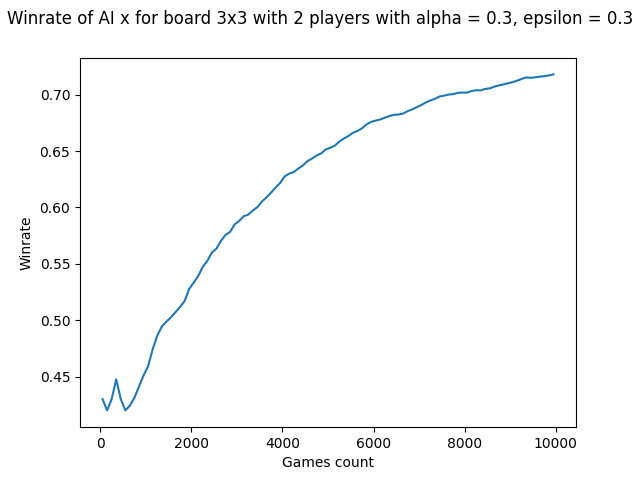 Winrate of AI x for board 3x3 with 2 players with alpha = 0.3, epsilon = 0.3
0.70
0.65
0.60
0.55
0.50
0.45
Winrate
0 2000 4000 6000 8000 10000
Games count